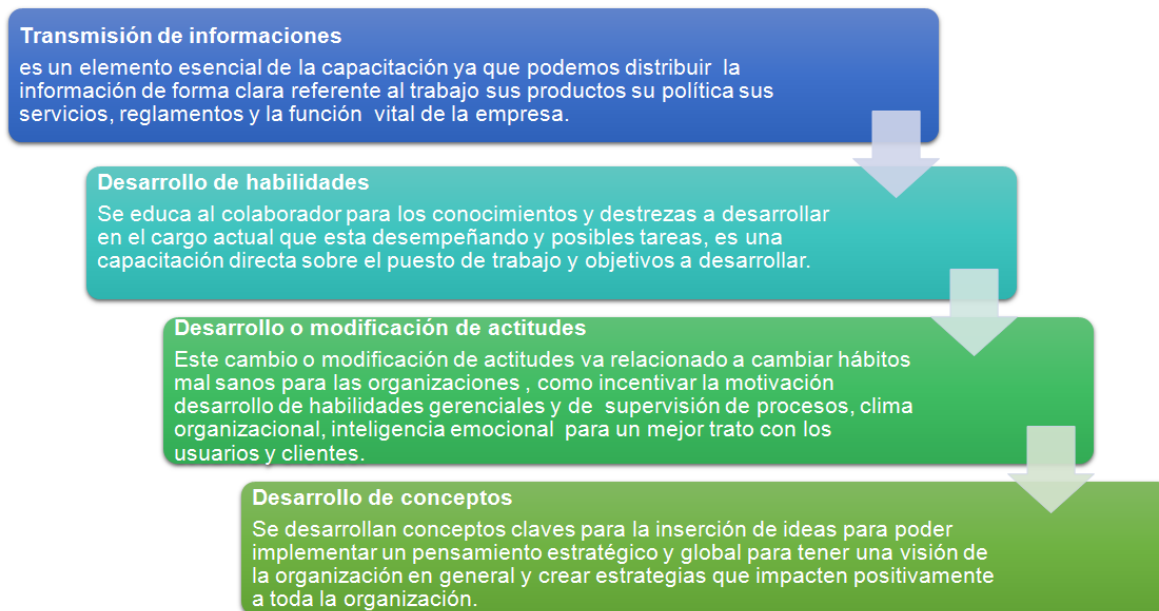 Transmisión de informaciones
es un elemento esencial de la capacitación ya que podemos distribuir  la
información de forma clara referente al trabajo sus productos su política sus
servicios, reglamentos y la función  vital de la empresa.
Desarrollo de habilidades
Se educa al colaborador para los conocimientos y destrezas a desarrollar
en el cargo actual que esta desempeñando y posibles tareas, es una
capacitación directa sobre el puesto de trabajo y objetivos a desarrollar.
Desarrollo o modificación de actitudes
Este cambio o modificación de actitudes va relacionado a cambiar hábitos
mal sanos para las organizaciones , como incentivar la motivación
desarrollo de habilidades gerenciales y de  supervisión de procesos, clima
organizacional, inteligencia emocional  para un mejor trato con los
usuarios y clientes.
Desarrollo de conceptos
Se desarrollan conceptos claves para la inserción de ideas para poder
implementar un pensamiento estratégico y global para tener una visión de
la organización en general y crear estrategias que impacten positivamente
a toda la organización.